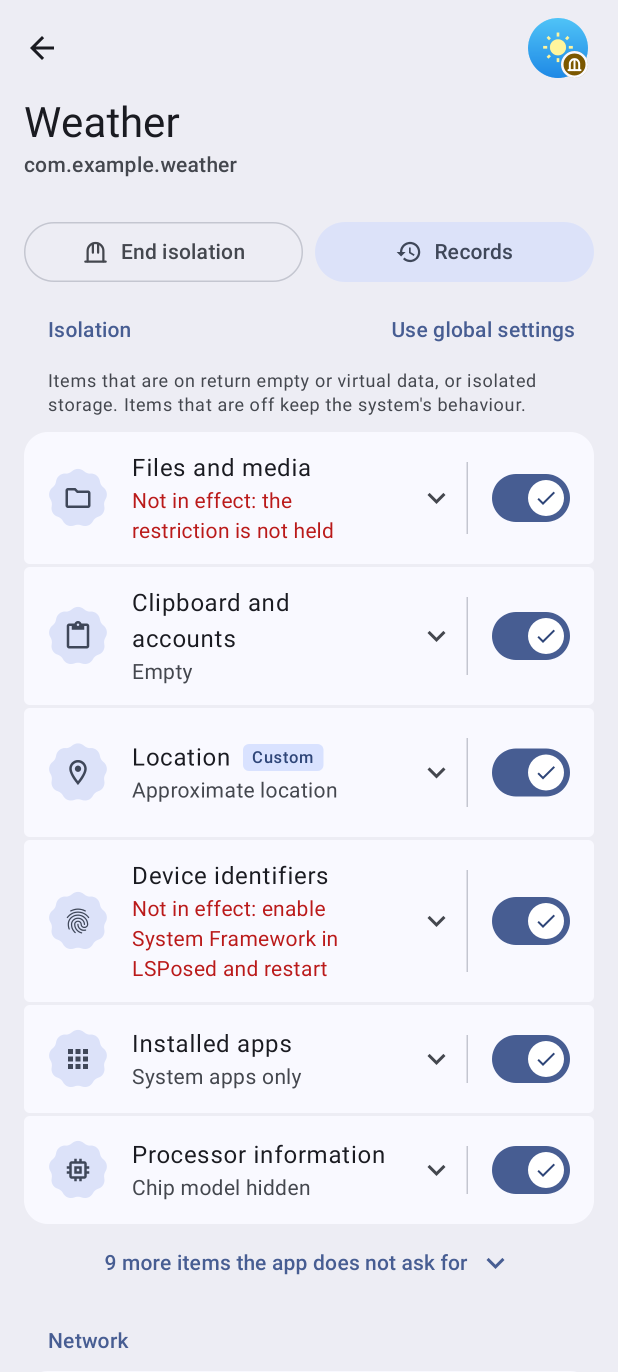 Weather
com.example.weather
End isolation
Records
Isolation
Use global settings
Items that are on return empty or virtual data, or isolated
storage. Items that are off keep the system's behaviour.
Files and media
Not in effect: the
restriction is not held
Clipboard and
accounts
Empty
Location
Custom
Approximate location
Device identifiers
Not in effect: enable
System Framework in
LSPosed and restart
Installed apps
System apps only
Processor information
Chip model hidden
9 more items the app does not ask for
Network